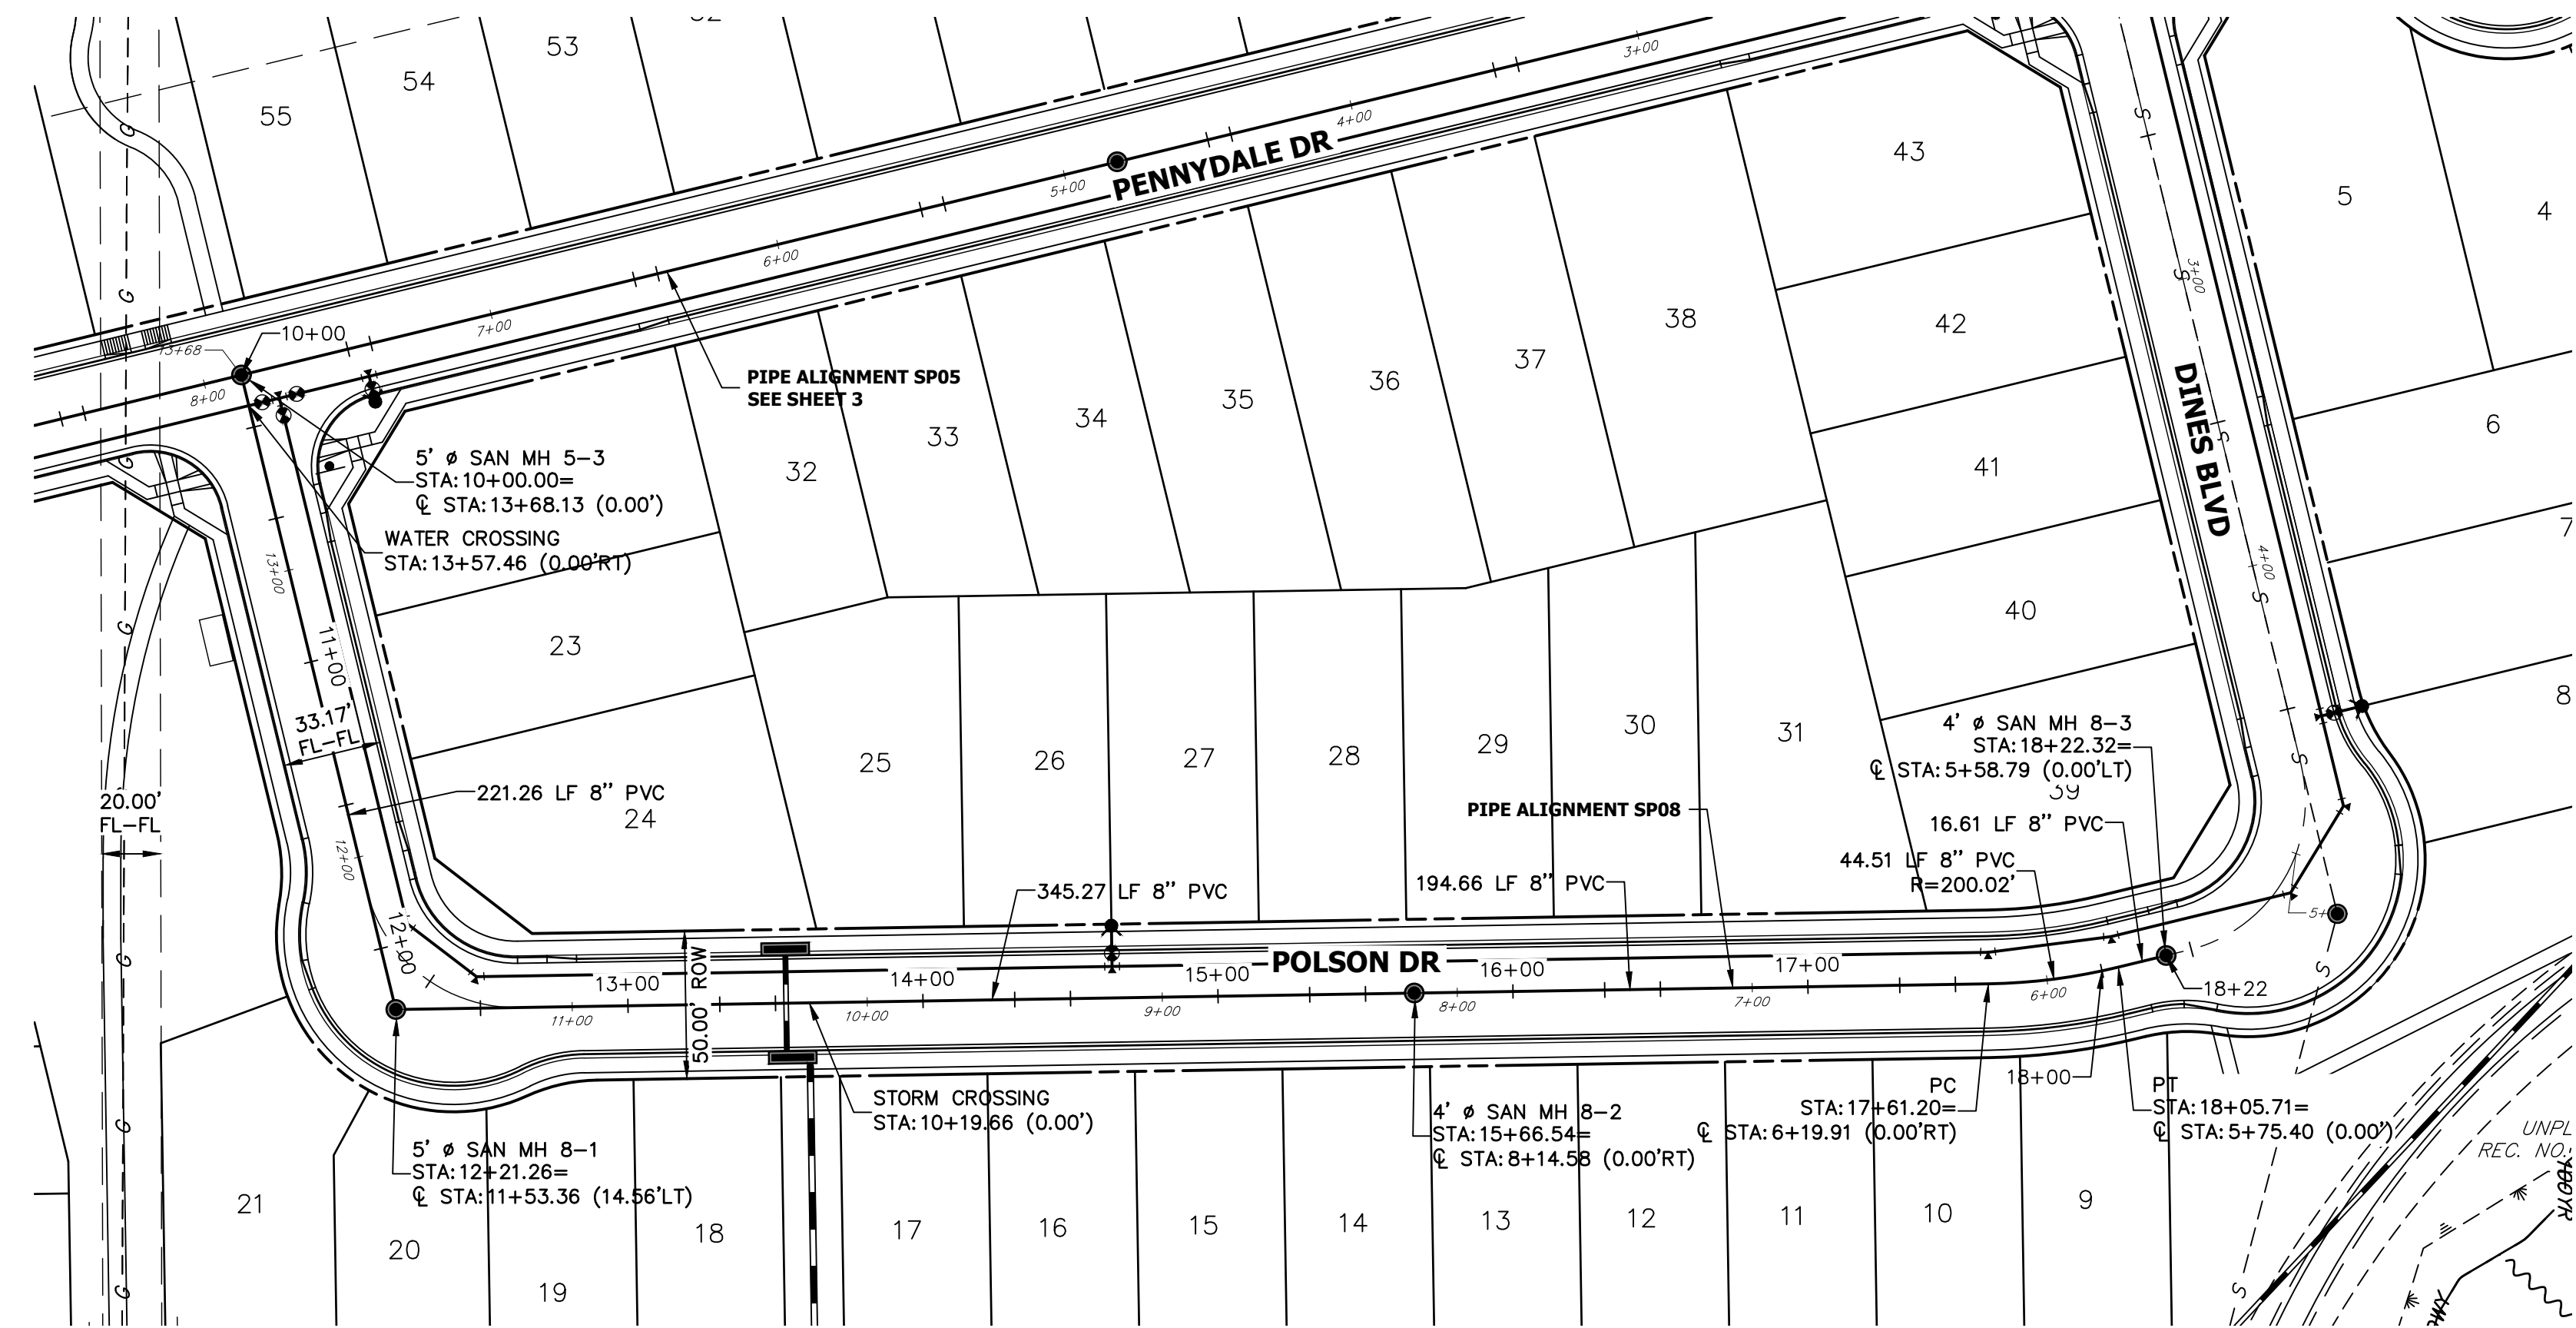 53
54
55
3+00
4+00
5+00
PENNYDALE DR
6+00
7+00
8+00
10+00
13+68
PIPE ALIGNMENT SP05
SEE SHEET 3
5' ø SAN MH 5-3
STA:10+00.00=
℄ STA:13+68.13 (0.00')
WATER CROSSING
STA:13+57.46 (0.00'RT)
43
42
41
40
39
38
37
36
35
34
33
32
5
4
6
7
8
3+00
DINES BLVD
4+00
S
S
S
S
S
S
S
G
G
G
G
G
G
G
13+00
11+00
23
33.17'
FL-FL
20.00'
FL-FL
221.26 LF 8" PVC
24
12+00
12+00
25
26
27
28
29
30
31
4' ø SAN MH 8-3
STA:18+22.32=
℄ STA:5+58.79 (0.00'LT)
PIPE ALIGNMENT SP08
16.61 LF 8" PVC
44.51 LF 8" PVC
R=200.02'
345.27 LF 8" PVC
194.66 LF 8" PVC
50.00' ROW
POLSON DR
13+00
14+00
15+00
16+00
17+00
11+00
10+00
9+00
8+00
7+00
6+00
5+
18+22
18+00
STORM CROSSING
STA:10+19.66 (0.00')
5' ø SAN MH 8-1
STA:12+21.26=
℄ STA:11+53.36 (14.56'LT)
4' ø SAN MH 8-2
STA:15+66.54=
℄ STA:8+14.58 (0.00'RT)
PC
STA:17+61.20=
℄ STA:6+19.91 (0.00'RT)
PT
STA:18+05.71=
℄ STA:5+75.40 (0.00')
UNPL
REC. NO.
100YR
21
20
19
18
17
16
15
14
13
12
11
10
9